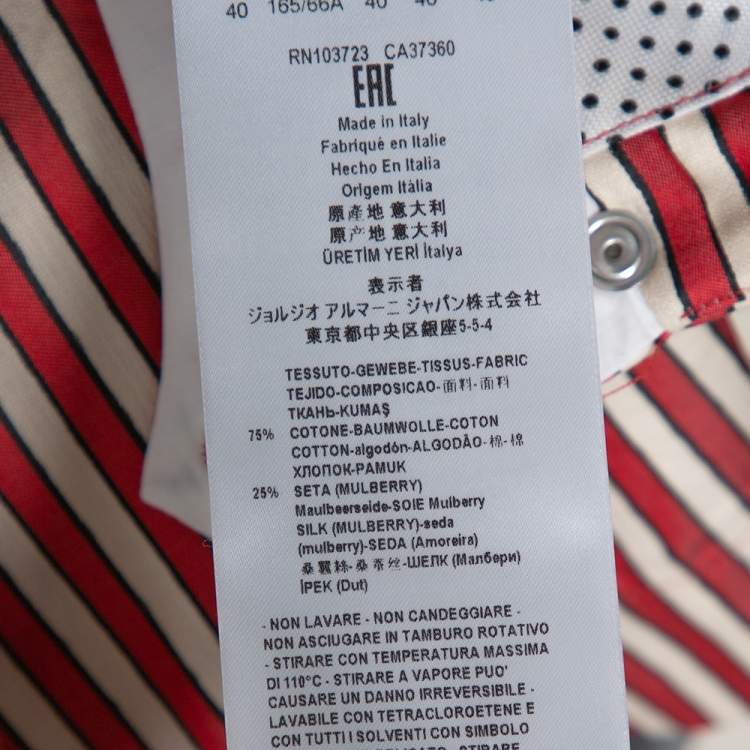 40 165/66A 40 40
RN103723 CA37360
EAC
Made in Italy
Fabriqué en Italie
Hecho En Italia
Origem Itàlia
原產地 意大利
原产地 意大利
ÜRETİM YERİ İtalya
表示者
ジョルジオ アルマーニ ジャパン株式会社
東京都中央区銀座5-5-4
TESSUTO-GEWEBE-TISSUS-FABRIC
TEJIDO-COMPOSICAO-面料-面料
ТКАНЬ-KUMAŞ
75% COTONE-BAUMWOLLE-COTON
COTTON-algodón-ALGODÃO-棉-棉
ХЛОПОК-PAMUK
25% SETA (MULBERRY)
Maulbeerseide-SOIE Mulberry
SILK (MULBERRY)-seda
(mulberry)-SEDA (Amoreira)
桑蠶絲-桑蚕丝-ШЕЛК (Малбери)
İPEK (Dut)
- NON LAVARE - NON CANDEGGIARE -
NON ASCIUGARE IN TAMBURO ROTATIVO
- STIRARE CON TEMPERATURA MASSIMA
DI 110°C - STIRARE A VAPORE PUO'
CAUSARE UN DANNO IRREVERSIBILE -
LAVABILE CON TETRACLOROETENE E
CON TUTTI I SOLVENTI CON SIMBOLO
STIRARE